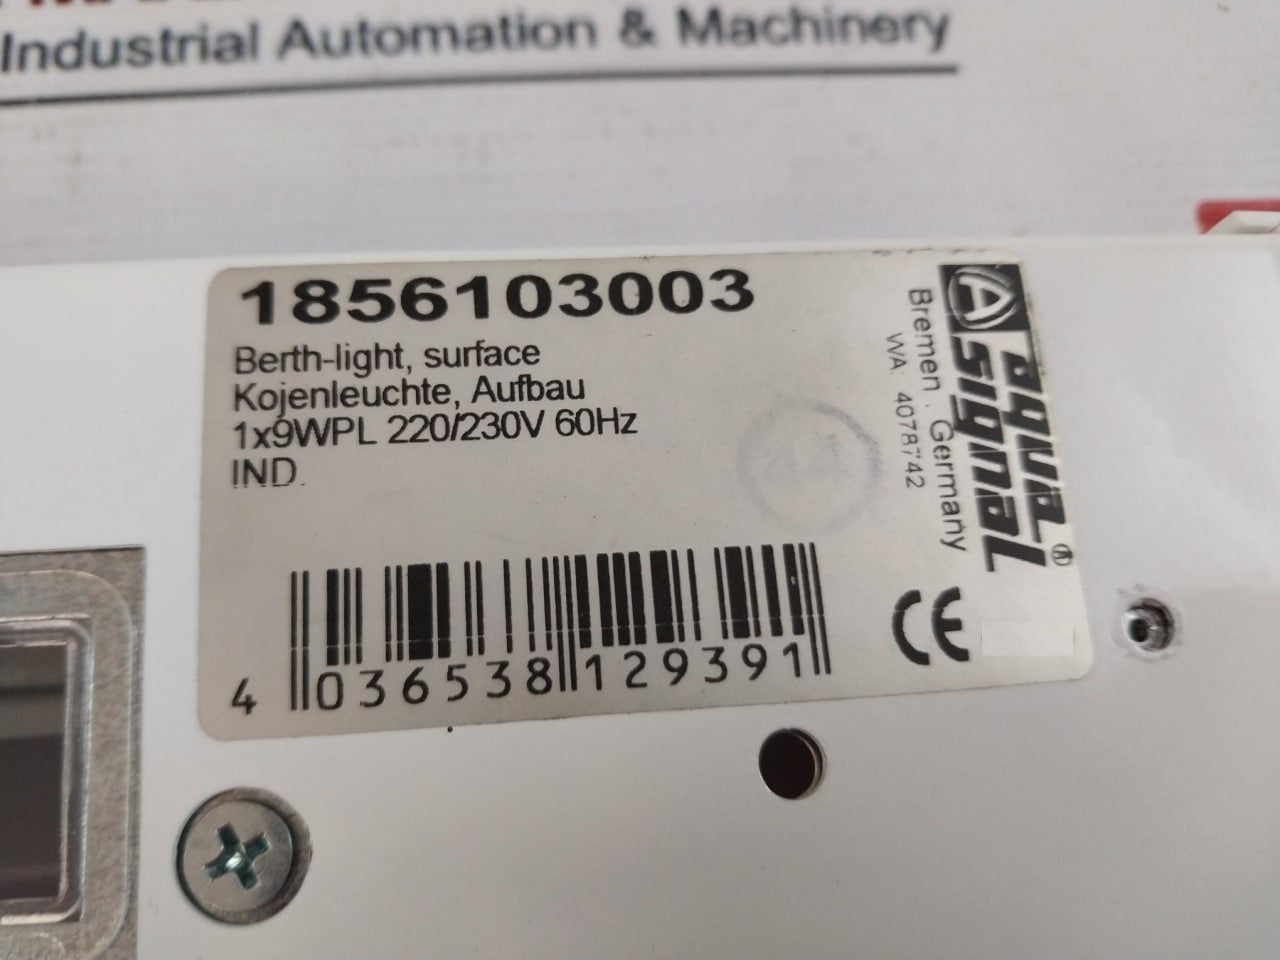 Industrial Automation & Machinery
1856103003
Berth-light, surface
Kojenleuchte, Aufbau
1x9WPL 220/230V 60Hz
IND.
4 036538 129391
aqua ®
signal
Bremen . Germany
WA: 4078742
CE